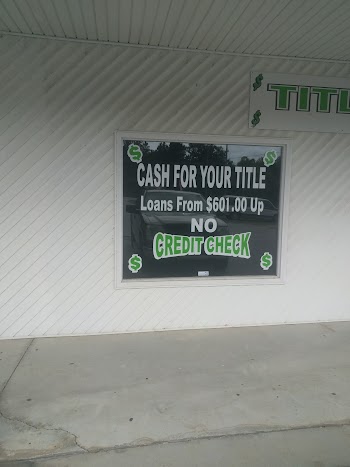 TITL
CASH FOR YOUR TITLE
Loans From $601.00 Up
NO
CREDIT CHECK